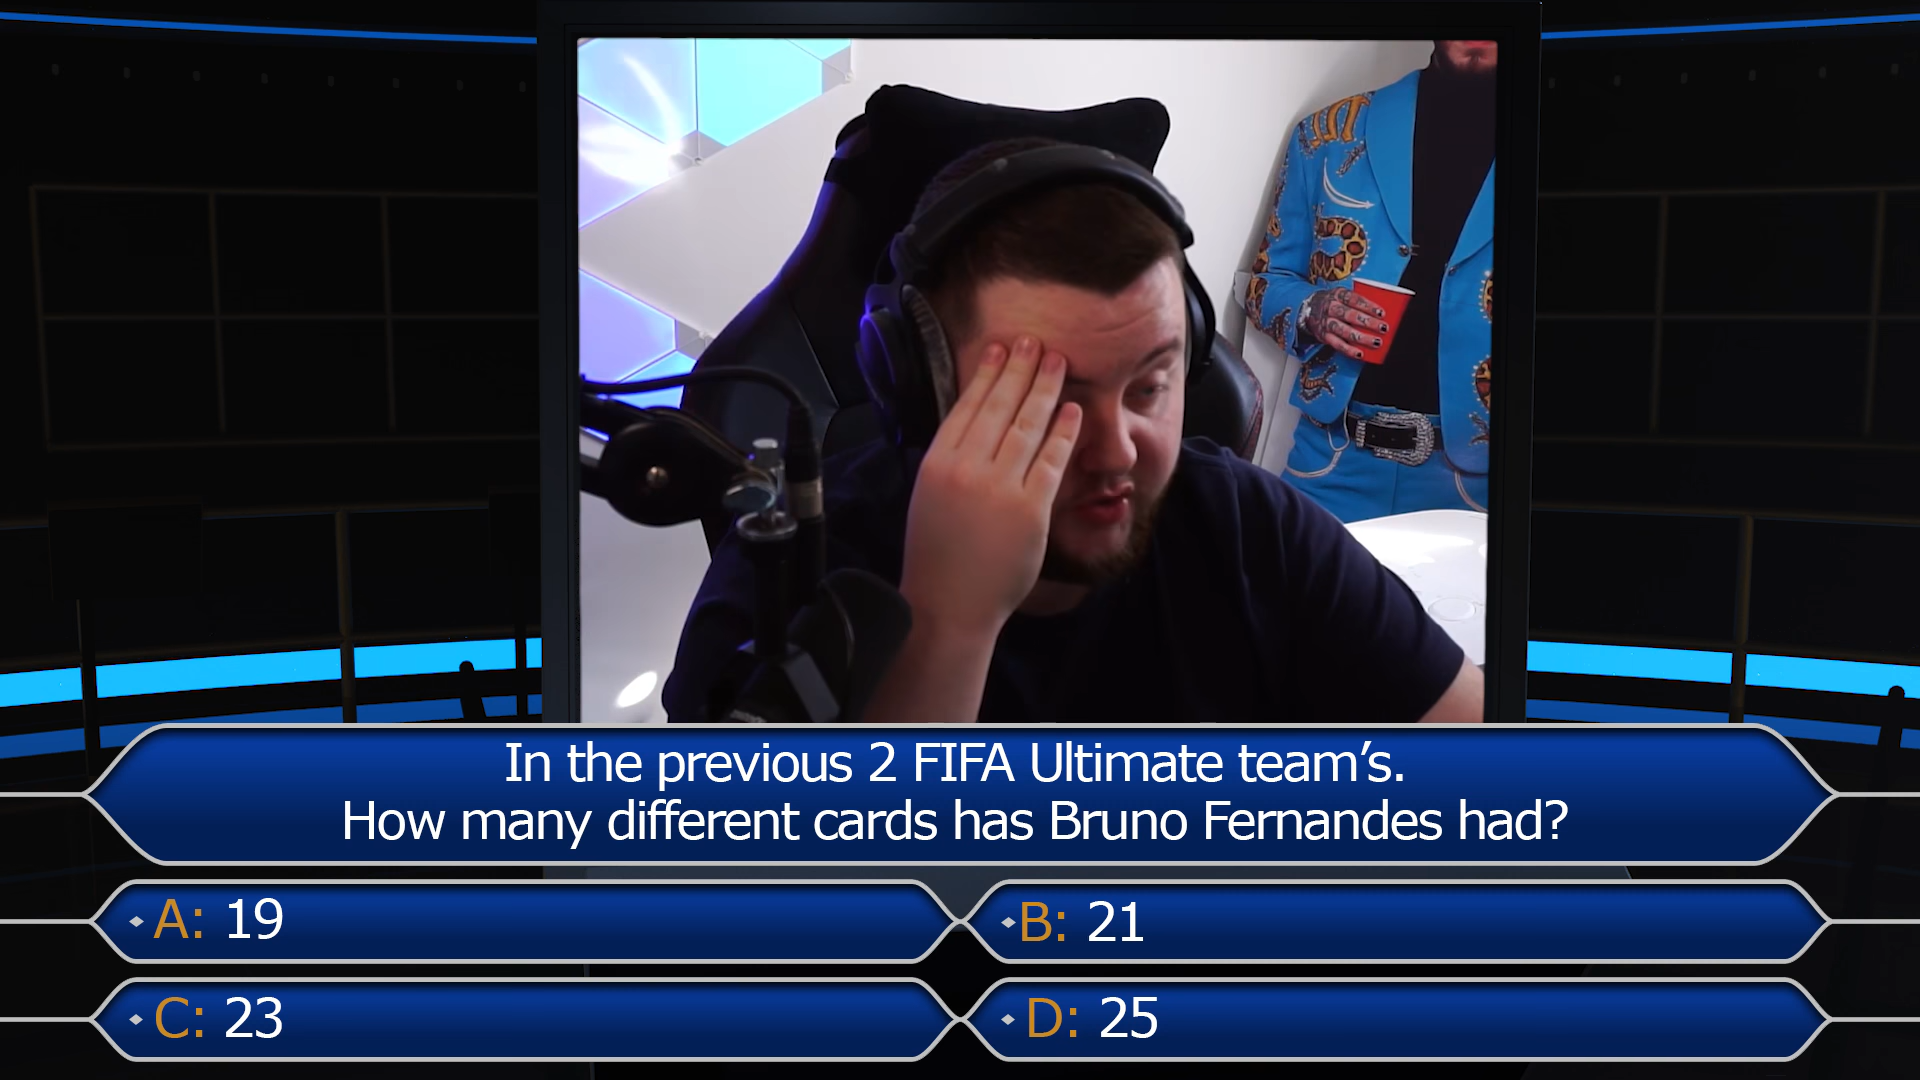 In the previous 2 FIFA Ultimate team’s.
How many different cards has Bruno Fernandes had?
A: 19
B: 21
C: 23
D: 25